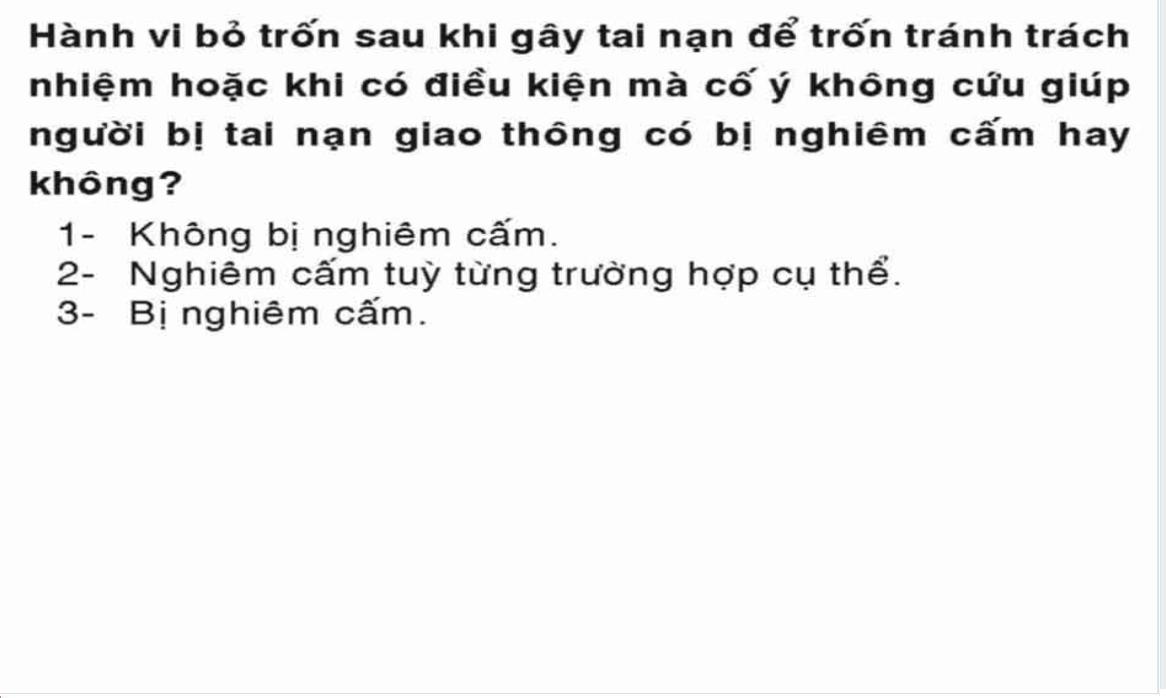 Hành vi bỏ trốn sau khi gây tai nạn để trốn tránh trách
nhiệm hoặc khi có điều kiện mà cố ý không cứu giúp
người bị tai nạn giao thông có bị nghiêm cấm hay
không?
1- Không bị nghiêm cấm.
2- Nghiêm cấm tuỳ từng trường hợp cụ thể.
3- Bị nghiêm cấm.